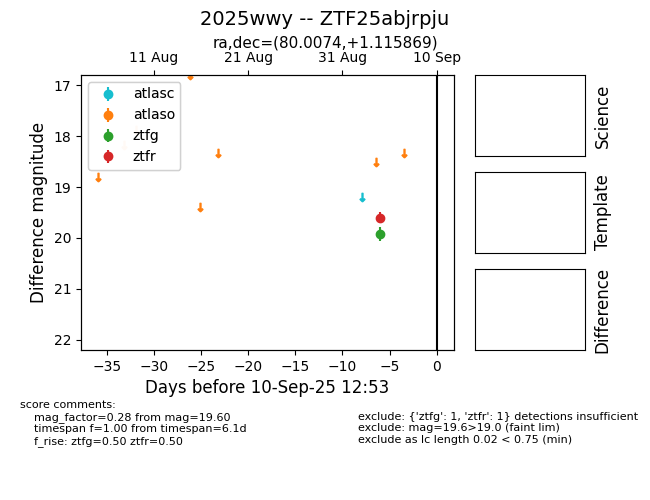 2025wwy -- ZTF25abjrpju
ra,dec=(80.0074,+1.115869)
11 Aug
21 Aug
31 Aug
10 Sep
17
18
19
20
21
22
Difference magnitude
atlasc
atlaso
ztfg
ztfr
−35
−30
−25
−20
−15
−10
−5
0
Days before 10-Sep-25 12:53
Science
Template
Difference
score comments:
mag_factor=0.28 from mag=19.60
timespan f=1.00 from timespan=6.1d
f_rise: ztfg=0.50 ztfr=0.50
exclude: {'ztfg': 1, 'ztfr': 1} detections insufficient
exclude: mag=19.6>19.0 (faint lim)
exclude as lc length 0.02 < 0.75 (min)